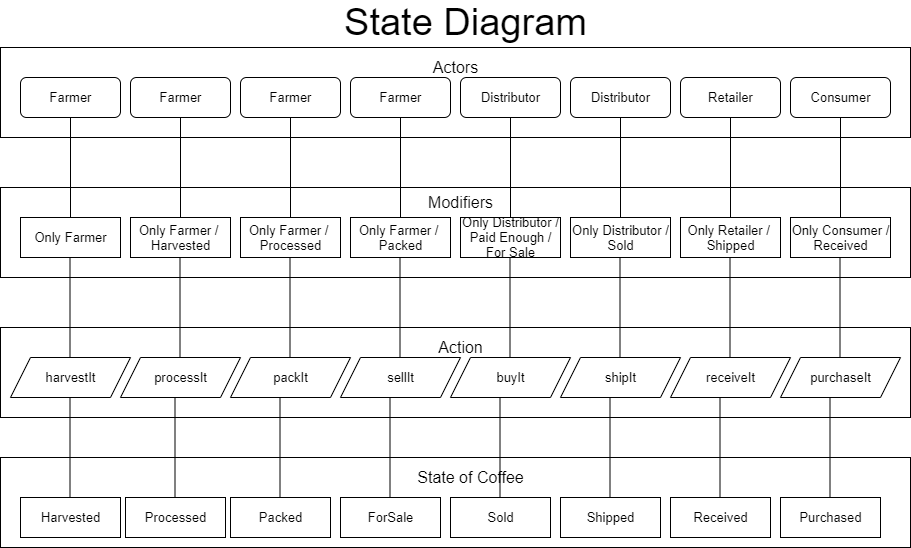 State Diagram
Actors
Farmer
Farmer
Farmer
Farmer
Distributor
Distributor
Retailer
Consumer
Modifiers
Only Farmer
Only Farmer /
Harvested
Only Farmer /
Processed
Only Farmer /
Packed
Only Distributor /
Paid Enough /
For Sale
Only Distributor /
Sold
Only Retailer /
Shipped
Only Consumer /
Received
Action
harvestIt
processIt
packIt
sellIt
buyIt
shipIt
receiveIt
purchaseIt
State of Coffee
Harvested
Processed
Packed
ForSale
Sold
Shipped
Received
Purchased